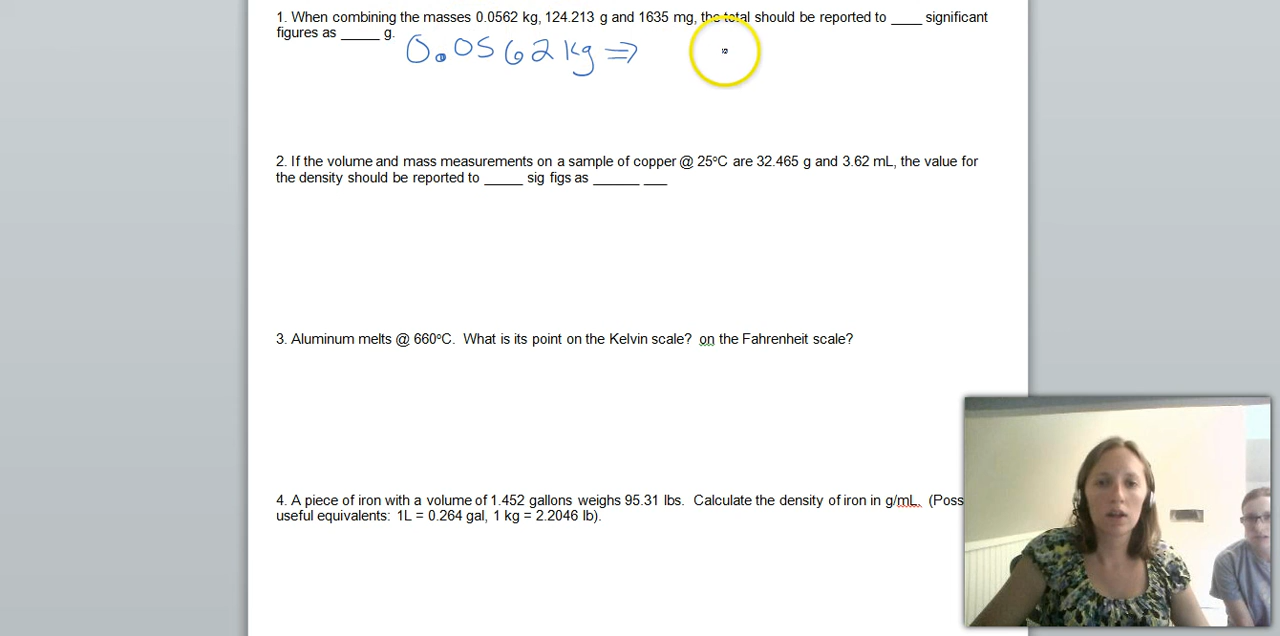 1. When combining the masses 0.0562 kg, 124.213 g and 1635 mg, the total should be reported to ____ significant
figures as _____ g.
0.0562 kg ⇒
2. If the volume and mass measurements on a sample of copper @ 25°C are 32.465 g and 3.62 mL, the value for
the density should be reported to _____ sig figs as ______ ___
3. Aluminum melts @ 660°C. What is its point on the Kelvin scale? on the Fahrenheit scale?
4. A piece of iron with a volume of 1.452 gallons weighs 95.31 lbs. Calculate the density of iron in g/mL. (Poss
useful equivalents: 1L = 0.264 gal, 1 kg = 2.2046 lb).